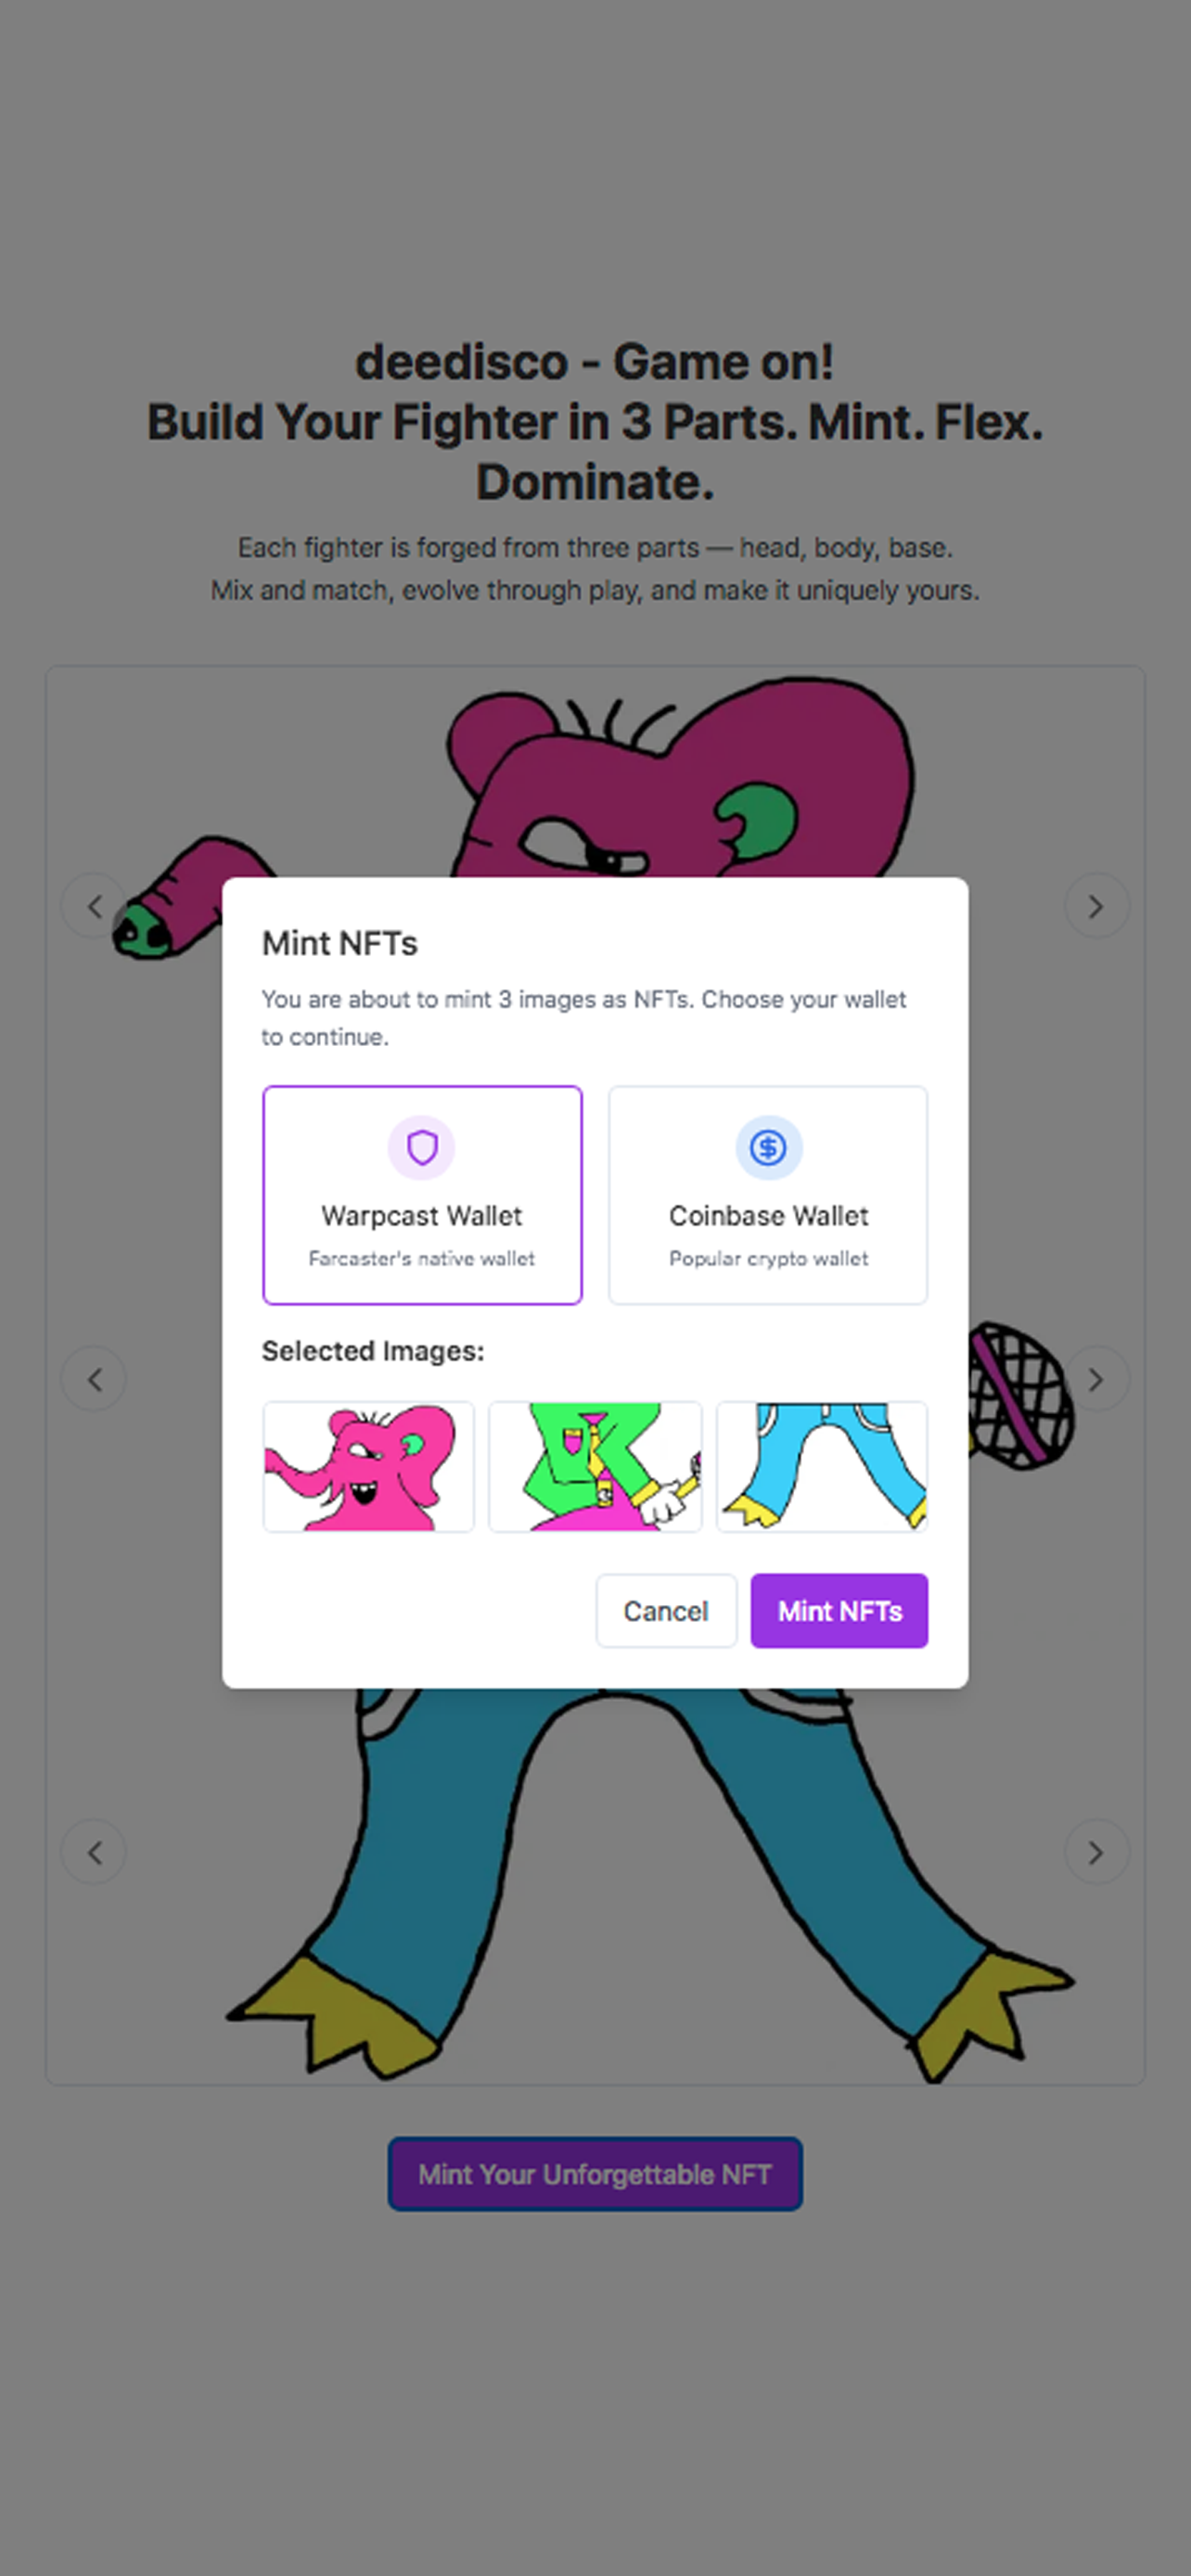 deedisco - Game on!
Build Your Fighter in 3 Parts. Mint. Flex.
Dominate.
Each fighter is forged from three parts — head, body, base.
Mix and match, evolve through play, and make it uniquely yours.
Mint NFTs
You are about to mint 3 images as NFTs. Choose your wallet
to continue.
Warpcast Wallet
Farcaster's native wallet
Coinbase Wallet
Popular crypto wallet
Selected Images:
Cancel
Mint NFTs
Mint Your Unforgettable NFT